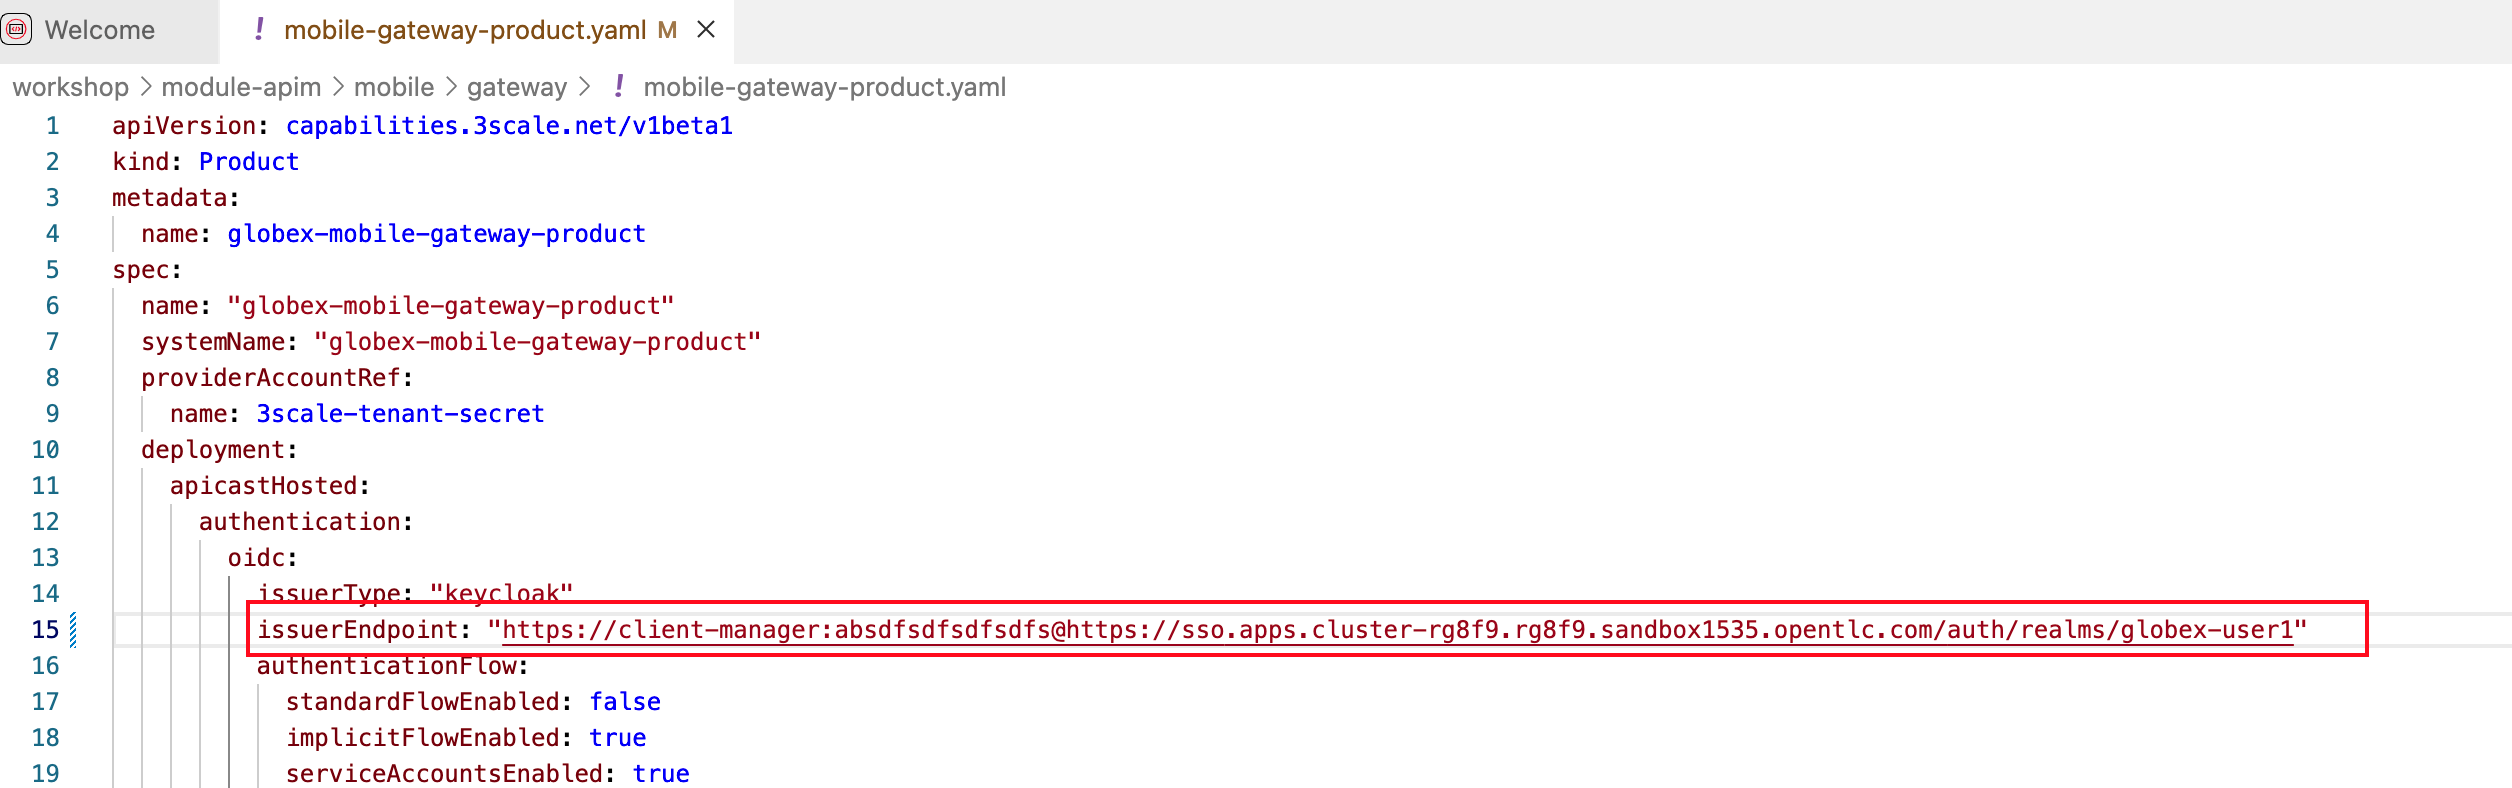 Welcome
! mobile-gateway-product.yaml M ×
workshop > module-apim > mobile > gateway > ! mobile-gateway-product.yaml
1 apiVersion: capabilities.3scale.net/v1beta1
2 kind: Product
3 metadata:
4 name: globex-mobile-gateway-product
5 spec:
6 name: "globex-mobile-gateway-product"
7 systemName: "globex-mobile-gateway-product"
8 providerAccountRef:
9 name: 3scale-tenant-secret
10 deployment:
11 apicastHosted:
12 authentication:
13 oidc:
14 issuerType: "keycloak"
15 issuerEndpoint: "https://client-manager:absdfsdfsdfsdfs@https://sso.apps.cluster-rg8f9.rg8f9.sandbox1535.opentlc.com/auth/realms/globex-user1"
16 authenticationFlow:
17 standardFlowEnabled: false
18 implicitFlowEnabled: true
19 serviceAccountsEnabled: true